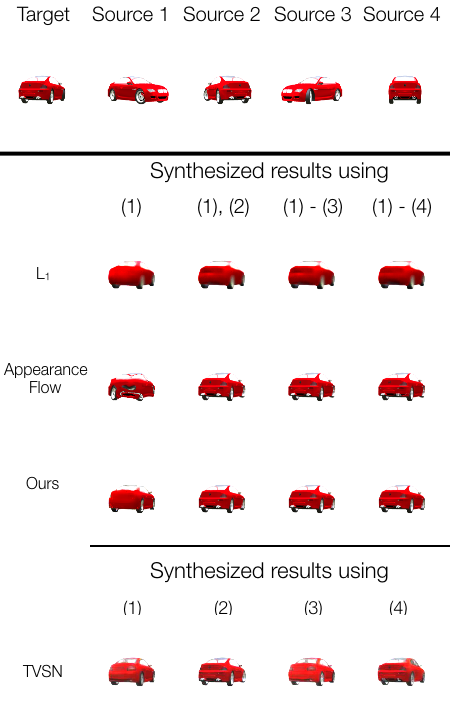 Target Source 1 Source 2 Source 3 Source 4
Synthesized results using
(1) (1), (2) (1) - (3) (1) - (4)
L₁
Appearance
Flow
Ours
Synthesized results using
(1) (2) (3) (4)
TVSN